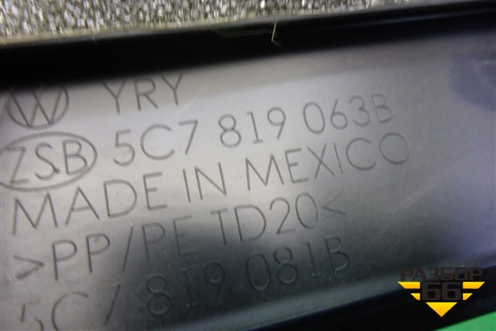 YRY
ZSB 5C7 819 063B
MADE IN MEXICO
>PP/PE TD20<
5C7 819 081B
РАЗБОР
66